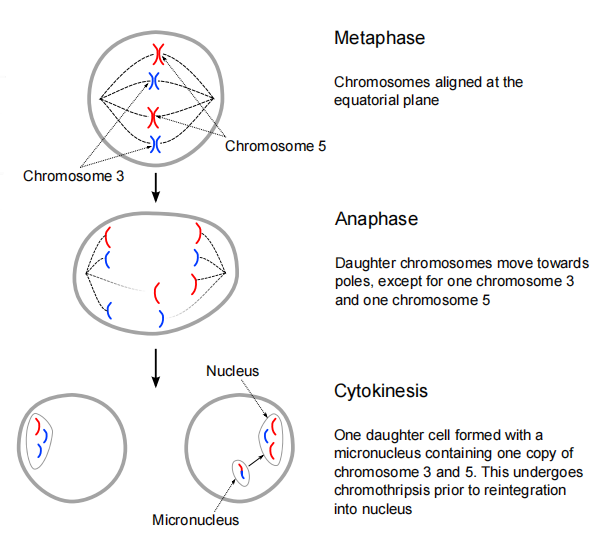 Metaphase
Chromosomes aligned at the
equatorial plane
Chromosome 5
Chromosome 3
Anaphase
Daughter chromosomes move towards
poles, except for one chromosome 3
and one chromosome 5
Nucleus
Cytokinesis
One daughter cell formed with a
micronucleus containing one copy of
chromosome 3 and 5. This undergoes
chromothripsis prior to reintegration
into nucleus
Micronucleus